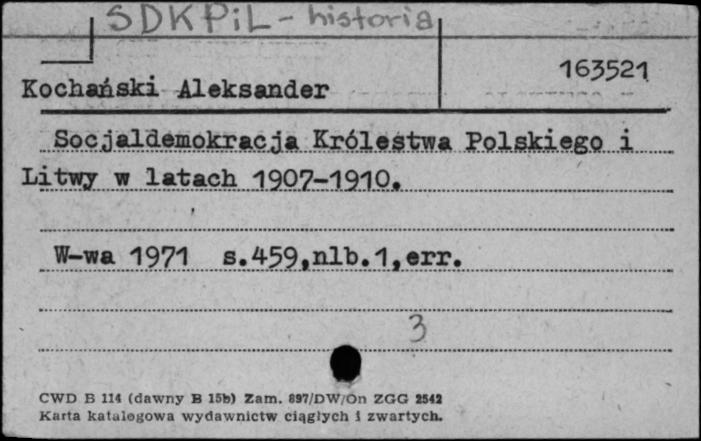 SDKPiL - historia
163521
Kochański Aleksander
Socjaldemokracja Królestwa Polskiego i
Litwy w latach 1907-1910.
W-wa 1971 s.459,nlb.1,err.
3
CWD B 114 (dawny B 15b) Zam. 897/DW/On ZGG 2542
Karta katalogowa wydawnictw ciągłych i zwartych.